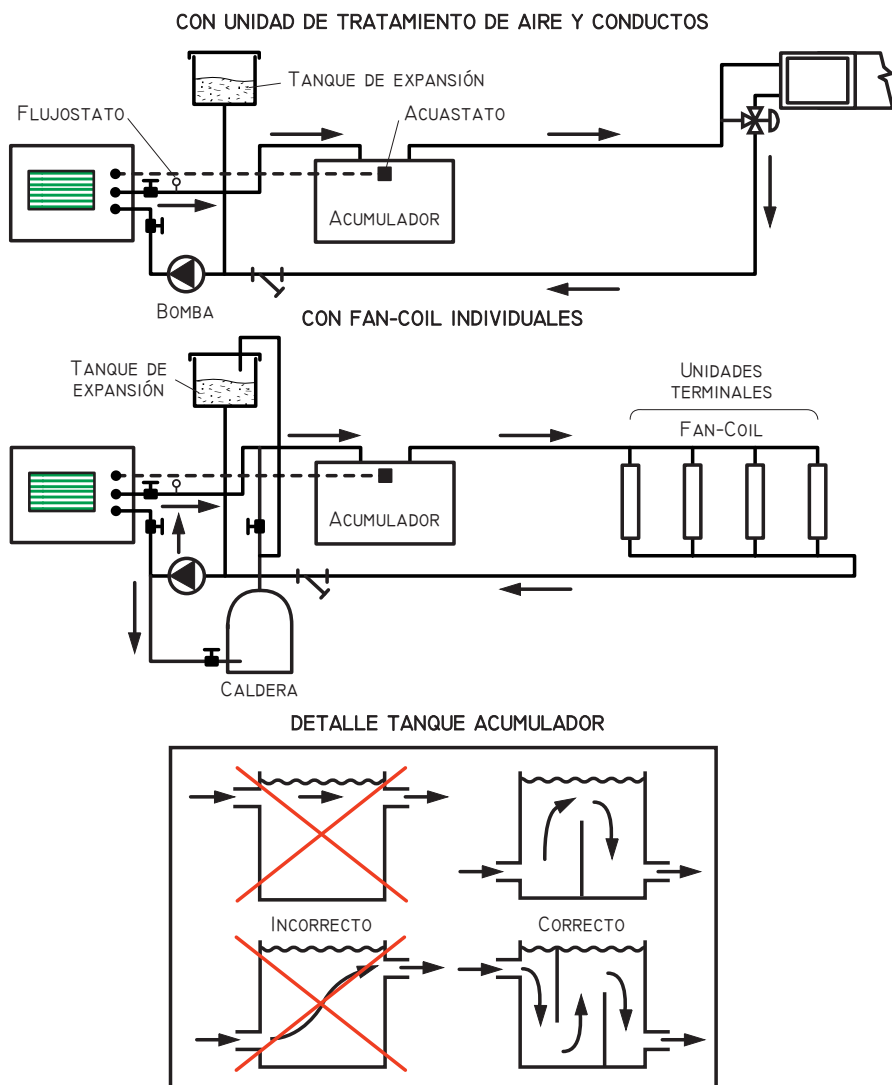 CON UNIDAD DE TRATAMIENTO DE AIRE Y CONDUCTOS
TANQUE DE EXPANSIÓN
FLUJOSTATO
ACUASTATO
ACUMULADOR
BOMBA
CON FAN-COIL INDIVIDUALES
TANQUE DE
EXPANSIÓN
UNIDADES
TERMINALES
FAN-COIL
ACUMULADOR
CALDERA
DETALLE TANQUE ACUMULADOR
INCORRECTO
CORRECTO